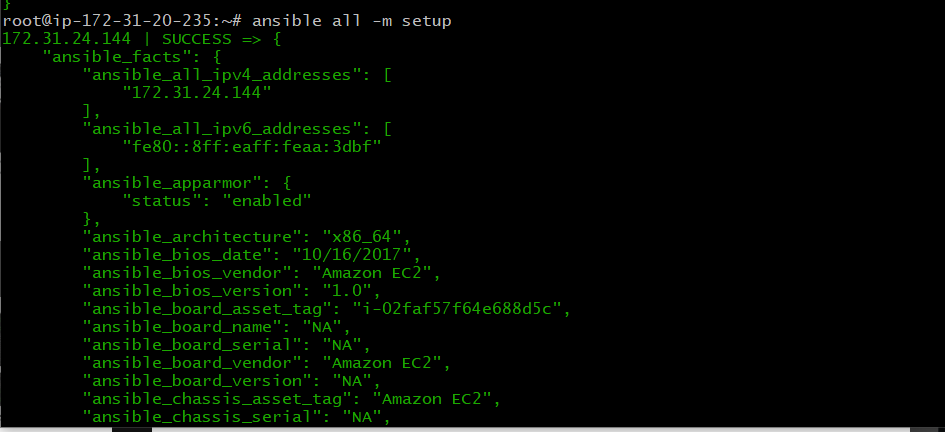 }
root@ip-172-31-20-235:~# ansible all -m setup
172.31.24.144 | SUCCESS => {
    "ansible_facts": {
        "ansible_all_ipv4_addresses": [
            "172.31.24.144"
        ],
        "ansible_all_ipv6_addresses": [
            "fe80::8ff:eaff:feaa:3dbf"
        ],
        "ansible_apparmor": {
            "status": "enabled"
        },
        "ansible_architecture": "x86_64",
        "ansible_bios_date": "10/16/2017",
        "ansible_bios_vendor": "Amazon EC2",
        "ansible_bios_version": "1.0",
        "ansible_board_asset_tag": "i-02faf57f64e688d5c",
        "ansible_board_name": "NA",
        "ansible_board_serial": "NA",
        "ansible_board_vendor": "Amazon EC2",
        "ansible_board_version": "NA",
        "ansible_chassis_asset_tag": "Amazon EC2",
        "ansible_chassis_serial": "NA",